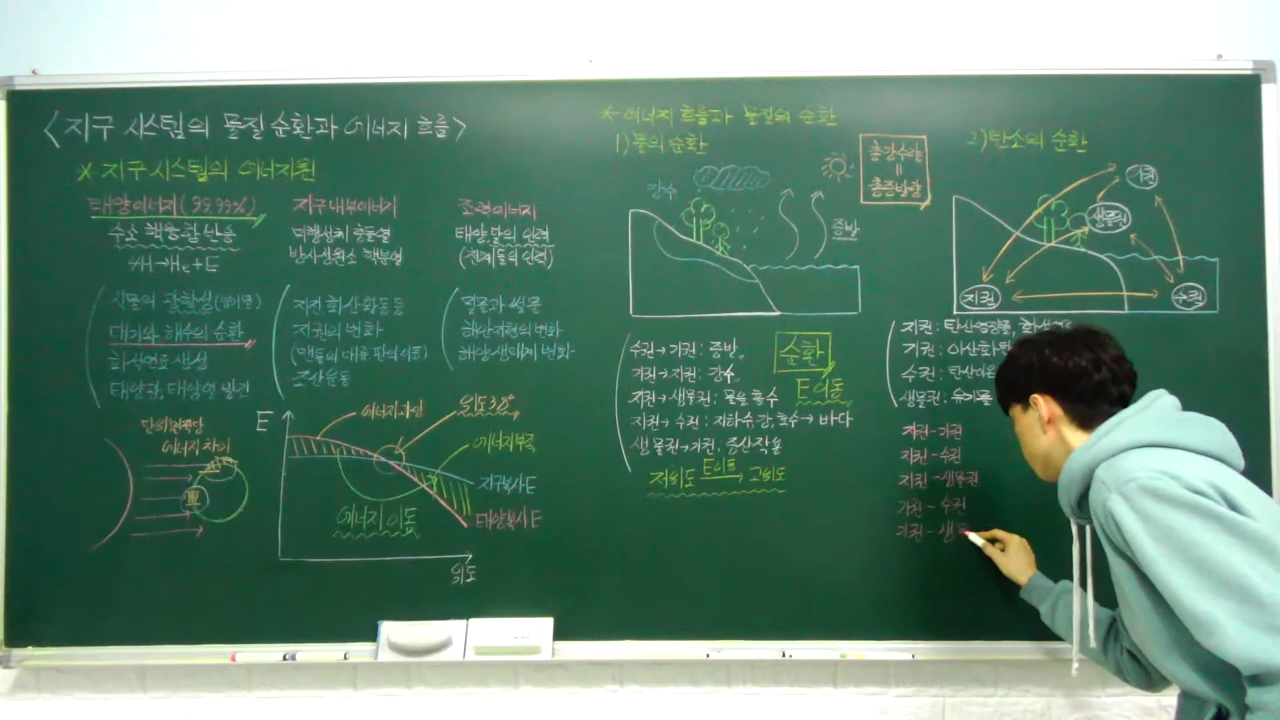 <지구 시스템의 물질 순환과 에너지 흐름>
* 지구 시스템의 에너지원
태양에너지(99.99%)
수소 핵융합 반응
4H→He+E
식물의 광합성
대기와 해수의 순환
화석연료 생성
태양광, 태양열 발전
지구 내부 에너지
미행성체 충돌열
방사성원소 핵분열
지진 화산 활동 등
지권의 변화
(맨틀의 대류 판의 이동)
조산운동
조력에너지
태양, 달의 인력
(천체들의 인력)
밀물과 썰물
해안지형의 변화
해양 생태계 변화
단위면적당
에너지 차이
E
에너지과잉
위도38°
에너지부족
지구복사E
태양복사E
에너지 이동
위도
* 에너지 흐름과 물질의 순환
1) 물의 순환
강수
증발
총강수량
=
총증발량
수권→기권: 증발
기권→지권: 강수
지권→생물권: 물을 흡수
지권→수권: 지하수, 강, 호수→바다
생물권→기권, 증산작용
순환
E이동
저위도 E이동→ 고위도
2) 탄소의 순환
기권
생물권
지권
수권
지권: 탄산염광물,
기권: 이산화탄
수권: 탄산이온
생물권: 유기물
지권-기권
지권-수권
지권-생물권
기권-수권
기권-생물